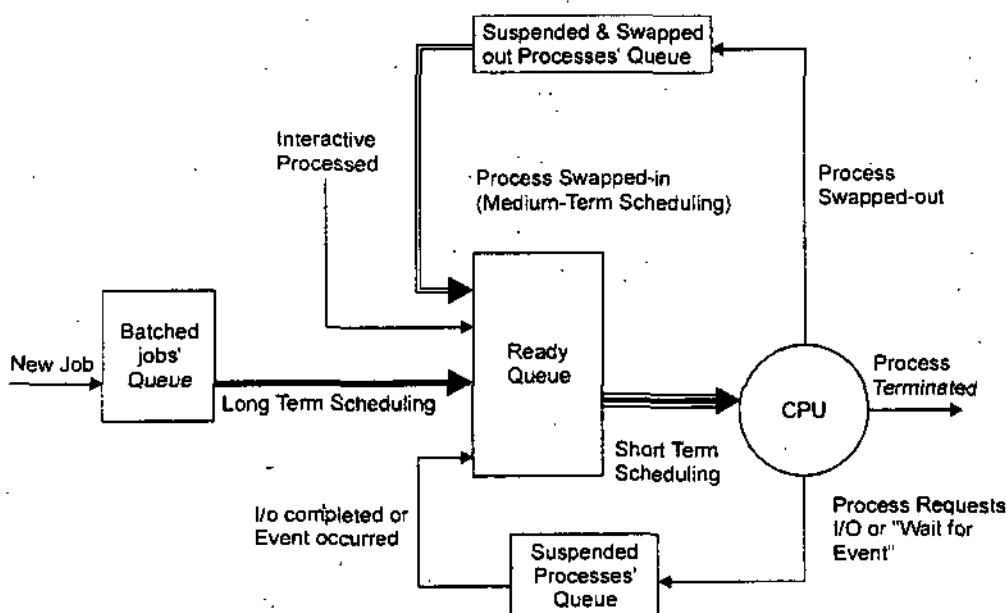 Suspended & Swapped
out Processes' Queue
Interactive
Processed
Process Swapped-in
(Medium-Term Scheduling)
Process
Swapped-out
Batched
jobs'
Queue
New Job
Long Term Scheduling
Ready
Queue
CPU
Process
Terminated
Short Term
Scheduling
I/o completed or
Event occurred
Suspended
Processes'
Queue
Process Requests
I/O or "Wait for
Event"